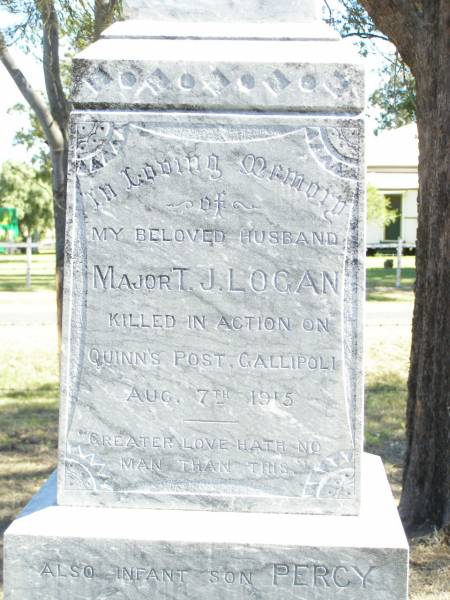 In Loving Memory
of
MY BELOVED HUSBAND
MAJOR T. J. LOGAN
KILLED IN ACTION ON
QUINN'S POST, GALLIPOLI
AUG. 7TH 1915
"GREATER LOVE HATH NO
MAN THAN THIS."
ALSO INFANT SON PERCY